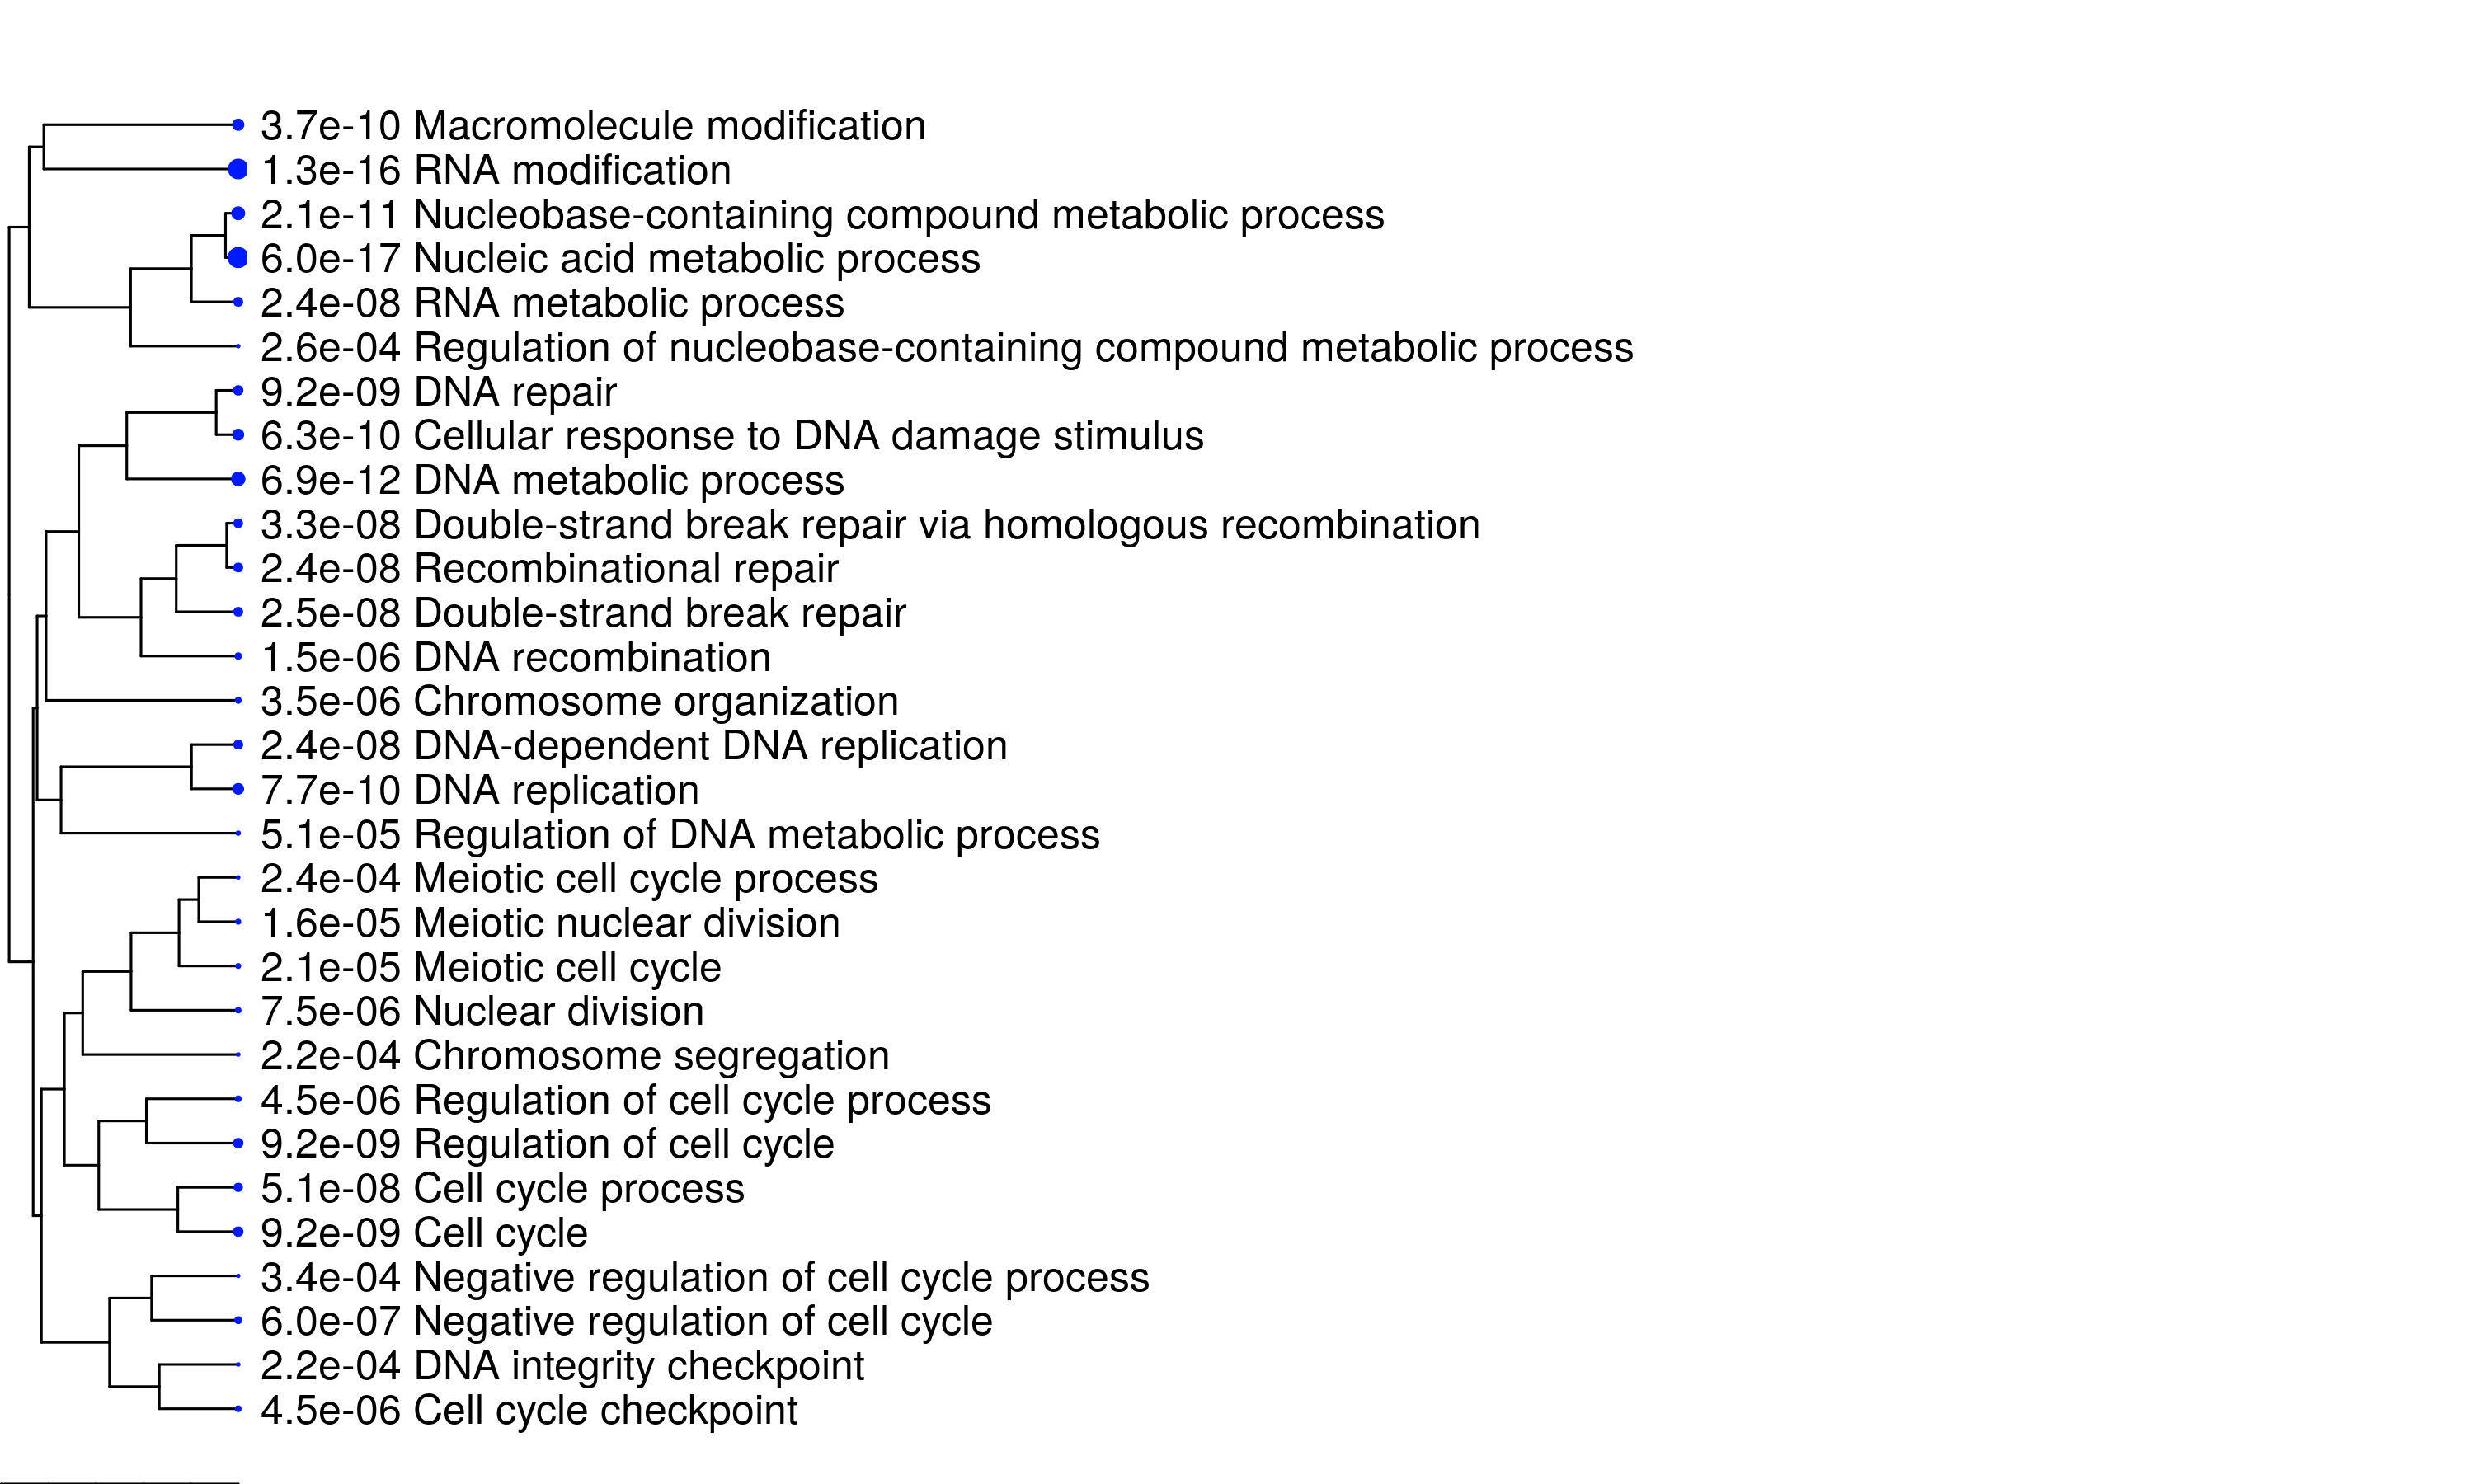 3.7e-10 Macromolecule modification
1.3e-16 RNA modification
2.1e-11 Nucleobase-containing compound metabolic process
6.0e-17 Nucleic acid metabolic process
2.4e-08 RNA metabolic process
2.6e-04 Regulation of nucleobase-containing compound metabolic process
9.2e-09 DNA repair
6.3e-10 Cellular response to DNA damage stimulus
6.9e-12 DNA metabolic process
3.3e-08 Double-strand break repair via homologous recombination
2.4e-08 Recombinational repair
2.5e-08 Double-strand break repair
1.5e-06 DNA recombination
3.5e-06 Chromosome organization
2.4e-08 DNA-dependent DNA replication
7.7e-10 DNA replication
5.1e-05 Regulation of DNA metabolic process
2.4e-04 Meiotic cell cycle process
1.6e-05 Meiotic nuclear division
2.1e-05 Meiotic cell cycle
7.5e-06 Nuclear division
2.2e-04 Chromosome segregation
4.5e-06 Regulation of cell cycle process
9.2e-09 Regulation of cell cycle
5.1e-08 Cell cycle process
9.2e-09 Cell cycle
3.4e-04 Negative regulation of cell cycle process
6.0e-07 Negative regulation of cell cycle
2.2e-04 DNA integrity checkpoint
4.5e-06 Cell cycle checkpoint